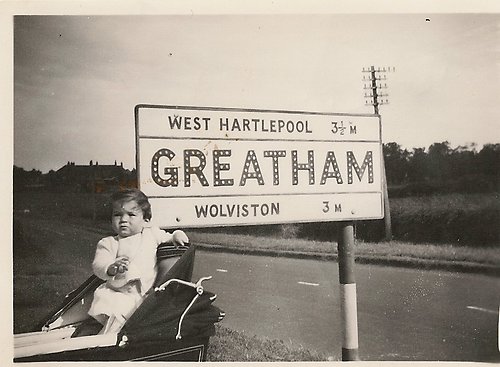 WEST HARTLEPOOL 3½ M
GREATHAM
WOLVISTON 3 M